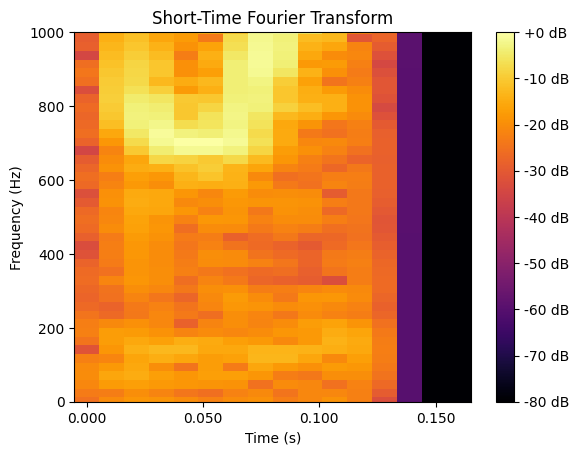 Short-Time Fourier Transform
1000
800
600
400
200
0
Frequency (Hz)
0.000
0.050
0.100
0.150
Time (s)
+0 dB
-10 dB
-20 dB
-30 dB
-40 dB
-50 dB
-60 dB
-70 dB
-80 dB